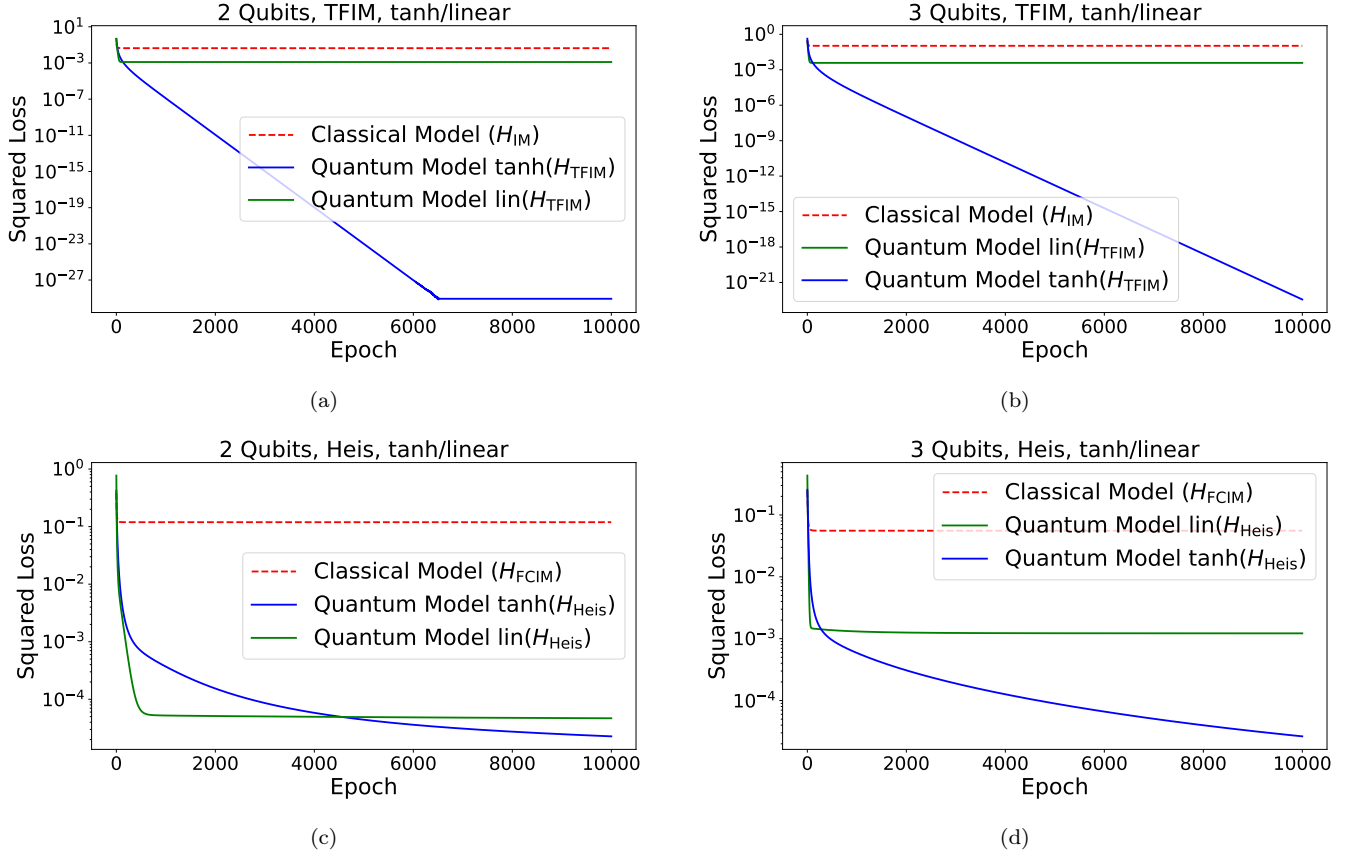 2 Qubits, TFIM, tanh/linear
10^1
10^-3
10^-7
10^-11
10^-15
10^-19
10^-23
10^-27
Squared Loss
Classical Model (H_IM)
Quantum Model tanh(H_TFIM)
Quantum Model lin(H_TFIM)
0 2000 4000 6000 8000 10000
Epoch
(a)
3 Qubits, TFIM, tanh/linear
10^0
10^-3
10^-6
10^-9
10^-12
10^-15
10^-18
10^-21
Squared Loss
Classical Model (H_IM)
Quantum Model lin(H_TFIM)
Quantum Model tanh(H_TFIM)
0 2000 4000 6000 8000 10000
Epoch
(b)
2 Qubits, Heis, tanh/linear
10^0
10^-1
10^-2
10^-3
10^-4
Squared Loss
Classical Model (H_FCIM)
Quantum Model tanh(H_Heis)
Quantum Model lin(H_Heis)
0 2000 4000 6000 8000 10000
Epoch
(c)
3 Qubits, Heis, tanh/linear
10^-1
10^-2
10^-3
10^-4
Squared Loss
Classical Model (H_FCIM)
Quantum Model lin(H_Heis)
Quantum Model tanh(H_Heis)
0 2000 4000 6000 8000 10000
Epoch
(d)